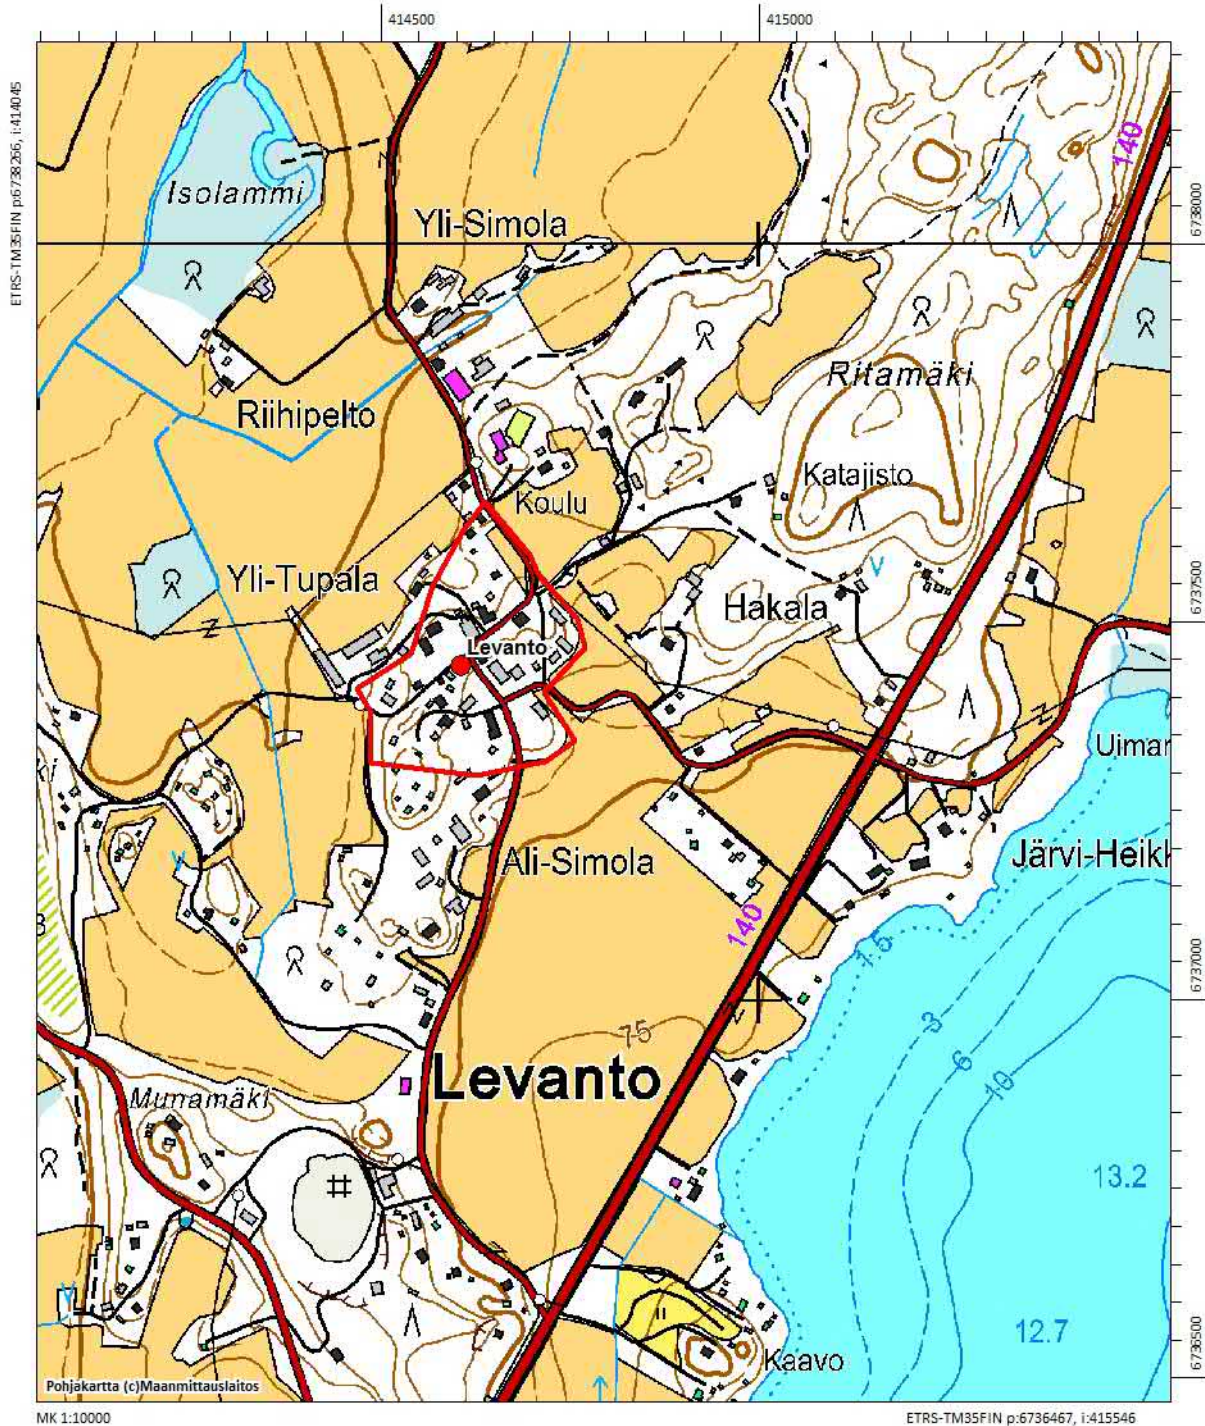 414500
415000
ETRS-TM35FIN p:6738266, i:414045
140
Isolammi
Yli-Simola
6738000
Ritamäki
Riihipelto
Katajisto
Koulu
Yli-Tupala
Hakala
6737500
Levanto
Uimar
ki
Ali-Simola
Järvi-Heikk
140
1.5
6737000
3
75
6
10
Levanto
Munamäki
13.2
12.7
6736500
Kaavo
Pohjakartta (c)Maanmittauslaitos
MK 1:10000
ETRS-TM35FIN p:6736467, i:415546